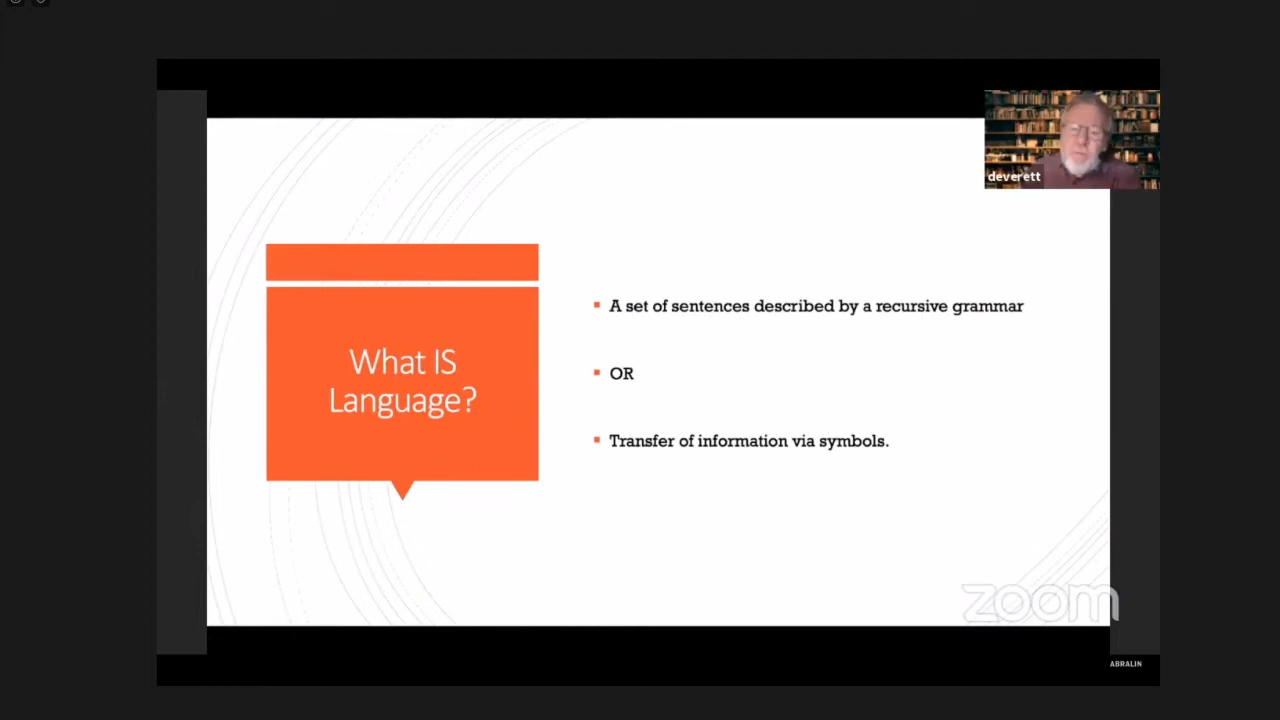 deverett
What IS
Language?
A set of sentences described by a recursive grammar
OR
Transfer of information via symbols.
zoom
ABRALIN